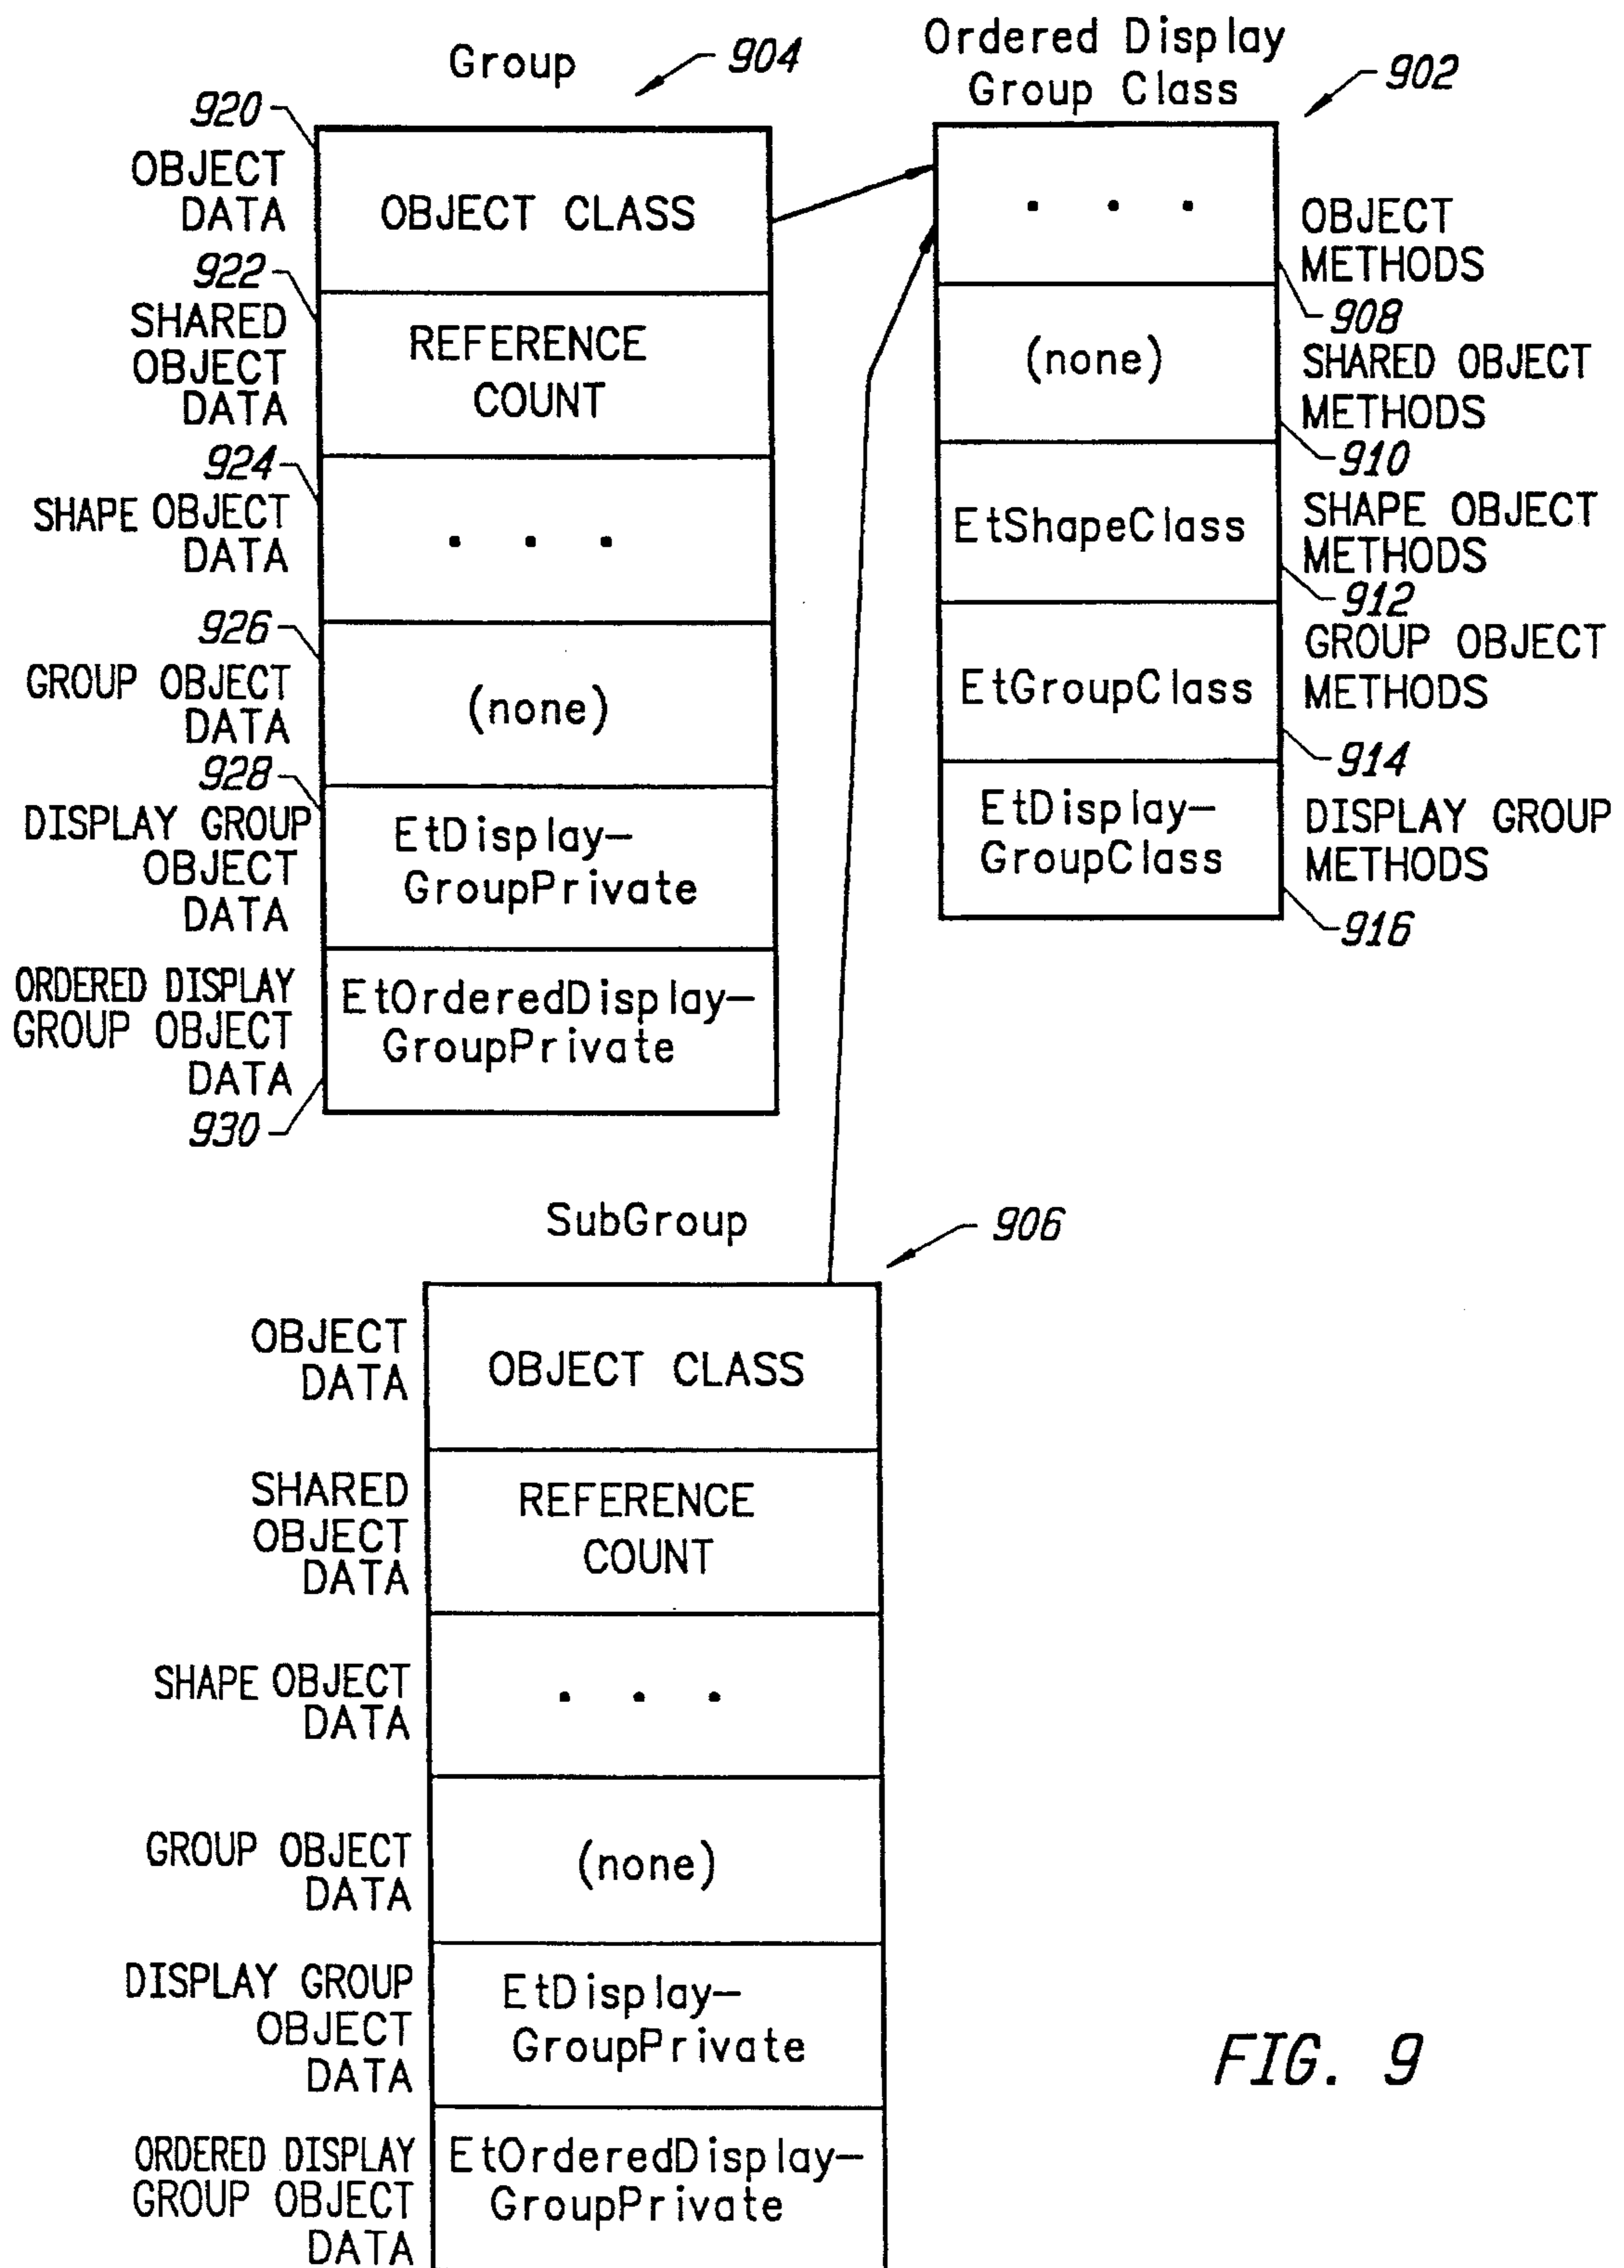 Group
904
920
OBJECT
DATA
OBJECT CLASS
922
SHARED
OBJECT
DATA
REFERENCE
COUNT
924
SHAPE OBJECT
DATA
. . .
926
GROUP OBJECT
DATA
(none)
928
DISPLAY GROUP
OBJECT
DATA
EtDisplay-
GroupPrivate
ORDERED DISPLAY
GROUP OBJECT
DATA
930
EtOrderedDisplay-
GroupPrivate
Ordered Display
Group Class
902
. . .
OBJECT
METHODS
908
(none)
SHARED OBJECT
METHODS
910
EtShapeClass
SHAPE OBJECT
METHODS
912
EtGroupClass
GROUP OBJECT
METHODS
914
EtDisplay-
GroupClass
DISPLAY GROUP
METHODS
916
SubGroup
906
OBJECT
DATA
OBJECT CLASS
SHARED
OBJECT
DATA
REFERENCE
COUNT
SHAPE OBJECT
DATA
. . .
GROUP OBJECT
DATA
(none)
DISPLAY GROUP
OBJECT
DATA
EtDisplay-
GroupPrivate
ORDERED DISPLAY
GROUP OBJECT
DATA
EtOrderedDisplay-
GroupPrivate
FIG. 9